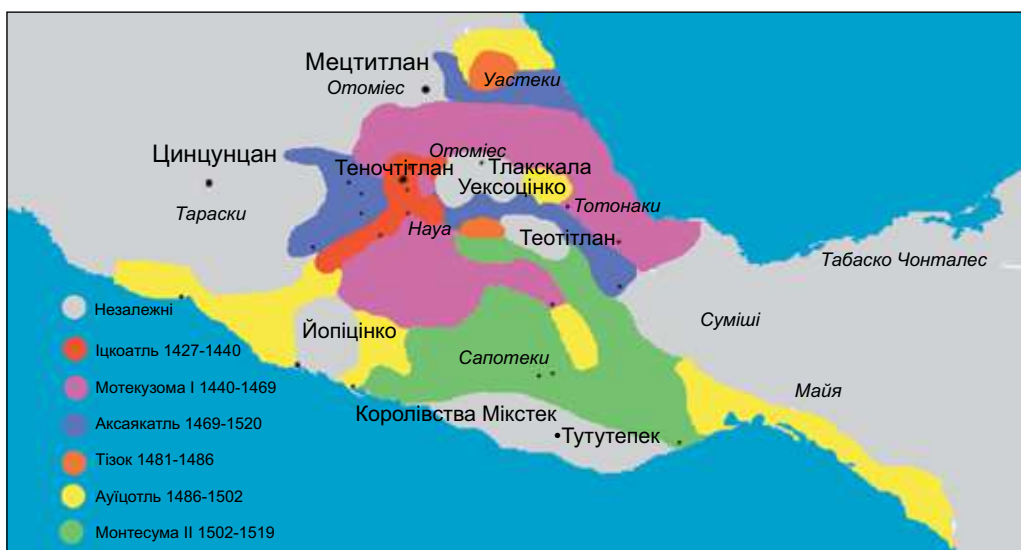 Мецтитлан
Отоміес
Уастеки
Цинцунцан
Тараски
Отоміес
Теночтітлан
Тлакскала
Уексоцінко
Тотонаки
Науа
Теотітлан
Табаско Чонталес
Суміші
Йопіцінко
Сапотеки
Майя
Королівства Мікстек
Тутутепек
Незалежні
Іцкоатль 1427-1440
Мотекузома I 1440-1469
Аксаякатль 1469-1520
Тізок 1481-1486
Ауїцотль 1486-1502
Монтесума II 1502-1519